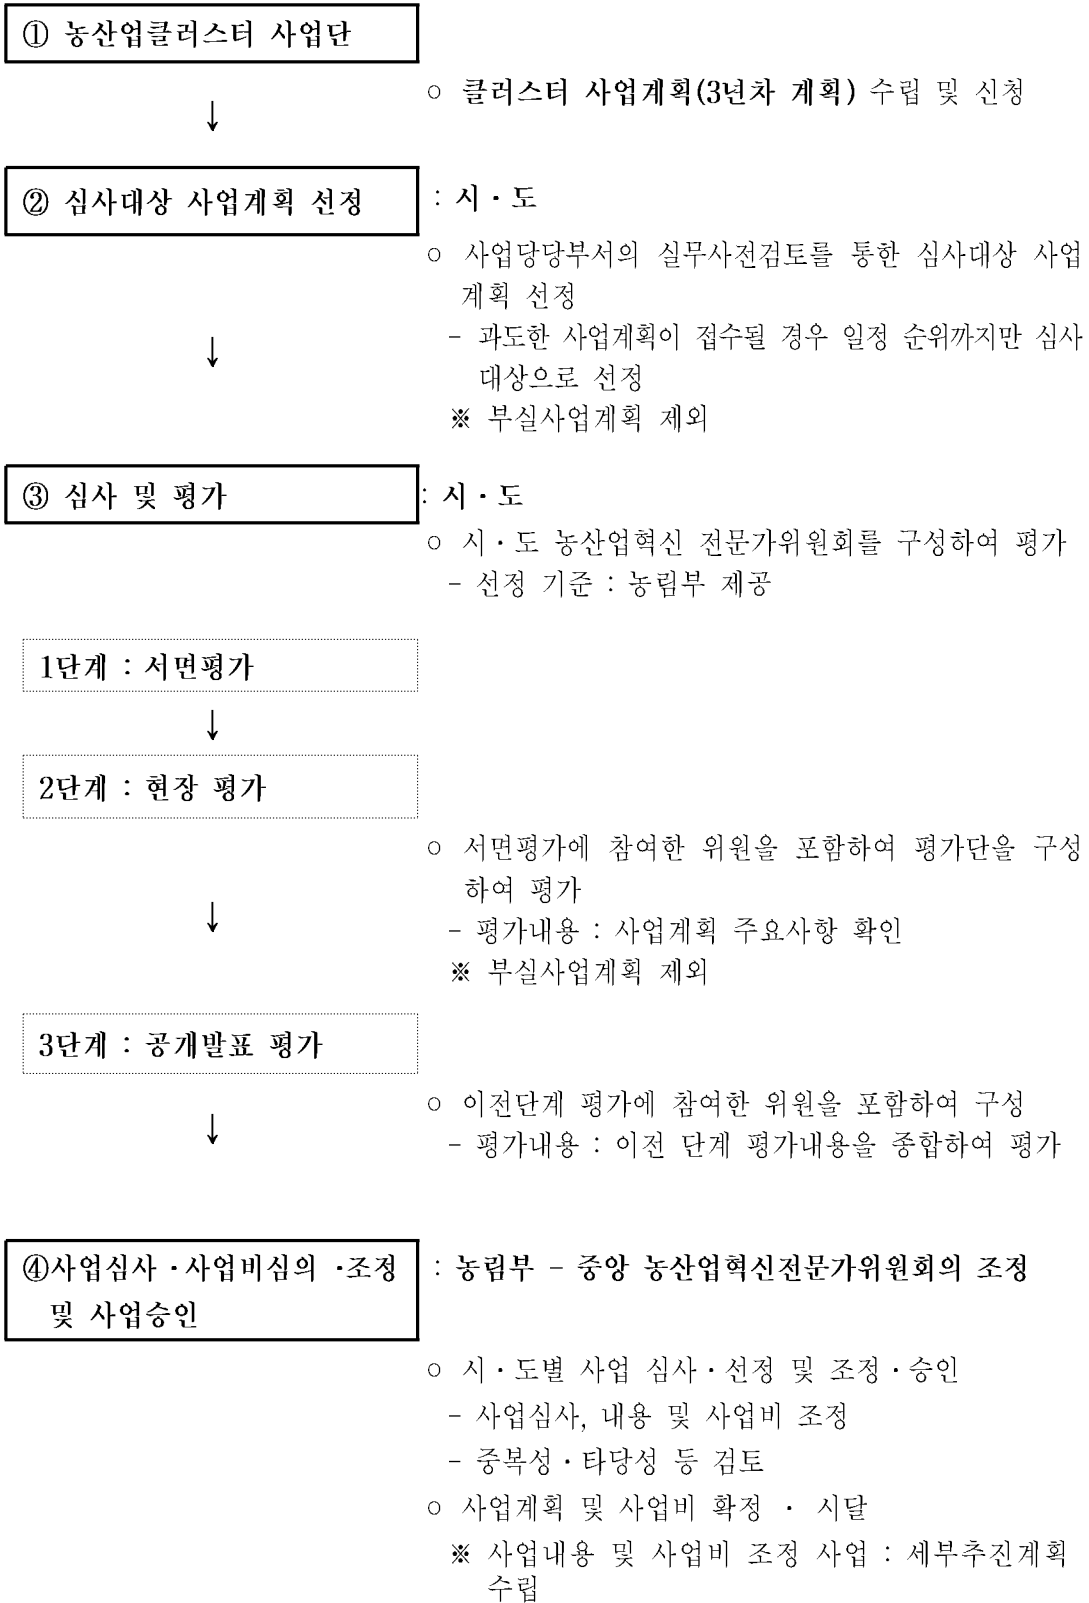 ① 농산업클러스터 사업단
○ 클러스터 사업계획(3년차 계획) 수립 및 신청
↓
② 심사대상 사업계획 선정 : 시·도
○ 사업당당부서의 실무사전검토를 통한 심사대상 사업
계획 선정
- 과도한 사업계획이 접수될 경우 일정 순위까지만 심사
↓
대상으로 선정
※ 부실사업계획 제외
③ 심사 및 평가 : 시·도
○ 시·도 농산업혁신 전문가위원회를 구성하여 평가
- 선정 기준 : 농림부 제공
1단계 : 서면평가
↓
2단계 : 현장 평가
○ 서면평가에 참여한 위원을 포함하여 평가단을 구성
하여 평가
↓
- 평가내용 : 사업계획 주요사항 확인
※ 부실사업계획 제외
3단계 : 공개발표 평가
○ 이전단계 평가에 참여한 위원을 포함하여 구성
↓
- 평가내용 : 이전 단계 평가내용을 종합하여 평가
④사업심사 ·사업비심의 ·조정 : 농림부 - 중앙 농산업혁신전문가위원회의 조정
및 사업승인
○ 시·도별 사업 심사·선정 및 조정·승인
- 사업심사, 내용 및 사업비 조정
- 중복성·타당성 등 검토
○ 사업계획 및 사업비 확정 · 시달
※ 사업내용 및 사업비 조정 사업 : 세부추진계획
수립